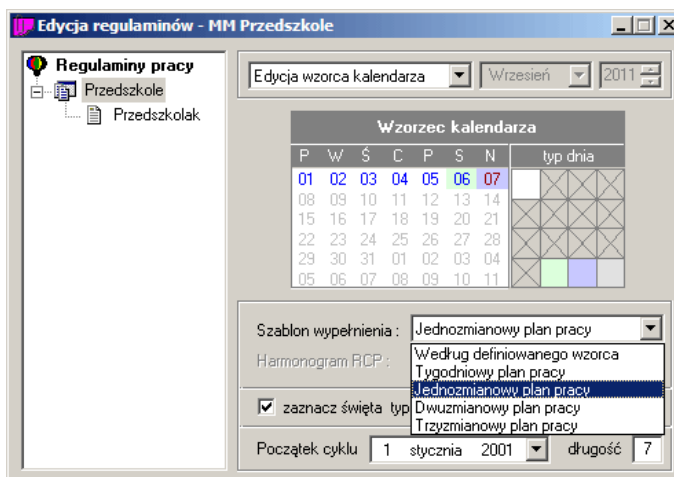 Edycja regulaminów - MM Przedszkole
Regulaminy pracy
Przedszkole
Przedszkolak
Edycja wzorca kalendarza Wrzesień 2011
Wzorzec kalendarza
P W Ś C P S N typ dnia
01 02 03 04 05 06 07
08 09 10 11 12 13 14
15 16 17 18 19 20 21
22 23 24 25 26 27 28
29 30 31 01 02 03 04
05 06 07 08 09 10 11
Szablon wypełnienia : Jednozmianowy plan pracy
Harmonogram RCP :
Według definiowanego wzorca
Tygodniowy plan pracy
Jednozmianowy plan pracy
Dwuzmianowy plan pracy
Trzyzmianowy plan pracy
zaznacz święta typ
Początek cyklu 1 stycznia 2001 długość 7